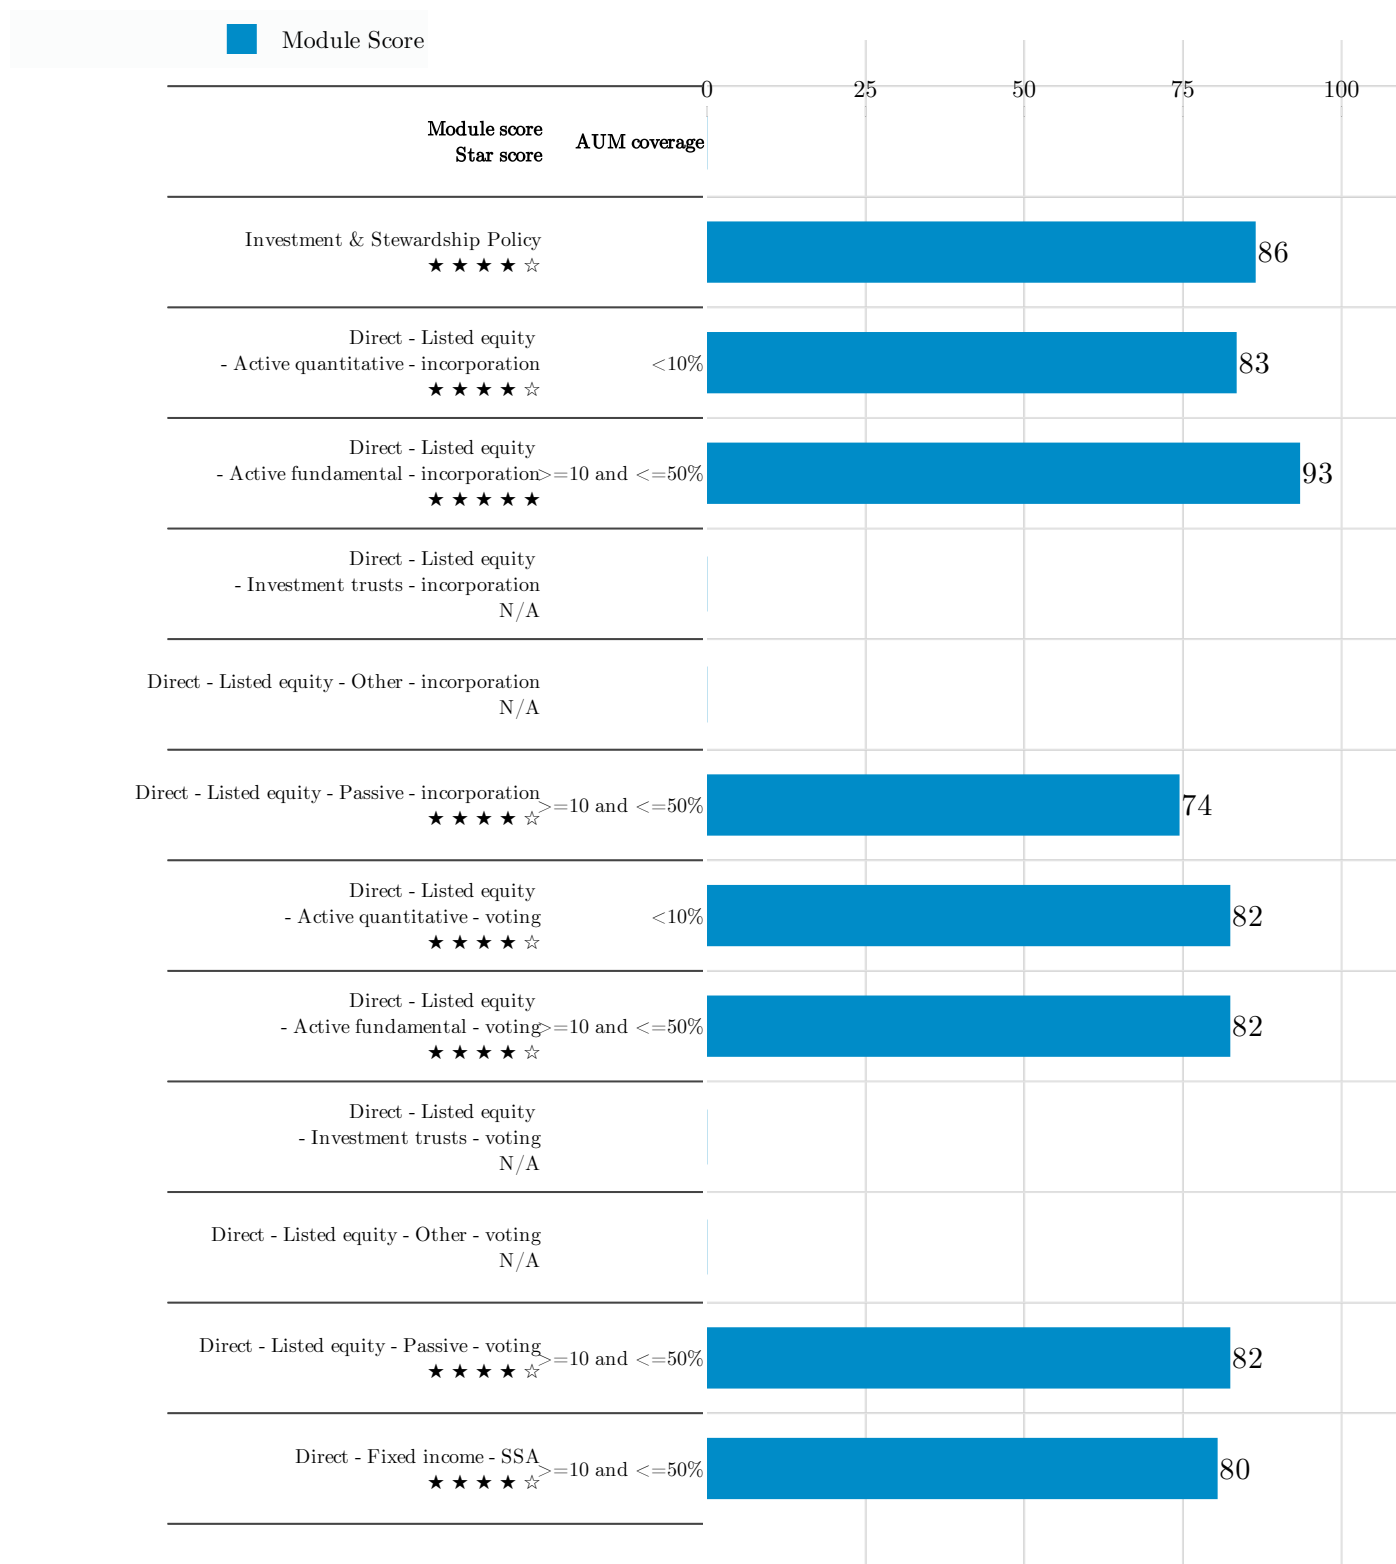 Module Score
0 25 50 75 100
Module score
Star score
AUM coverage
Investment & Stewardship Policy
★ ★ ★ ★ ☆
86
Direct - Listed equity
- Active quantitative - incorporation
★ ★ ★ ★ ☆
<10%
83
Direct - Listed equity
- Active fundamental - incorporation
★ ★ ★ ★ ★
>=10 and <=50%
93
Direct - Listed equity
- Investment trusts - incorporation
N/A
Direct - Listed equity - Other - incorporation
N/A
Direct - Listed equity - Passive - incorporation
★ ★ ★ ★ ☆
>=10 and <=50%
74
Direct - Listed equity
- Active quantitative - voting
★ ★ ★ ★ ☆
<10%
82
Direct - Listed equity
- Active fundamental - voting
★ ★ ★ ★ ☆
>=10 and <=50%
82
Direct - Listed equity
- Investment trusts - voting
N/A
Direct - Listed equity - Other - voting
N/A
Direct - Listed equity - Passive - voting
★ ★ ★ ★ ☆
>=10 and <=50%
82
Direct - Fixed income - SSA
★ ★ ★ ★ ☆
>=10 and <=50%
80